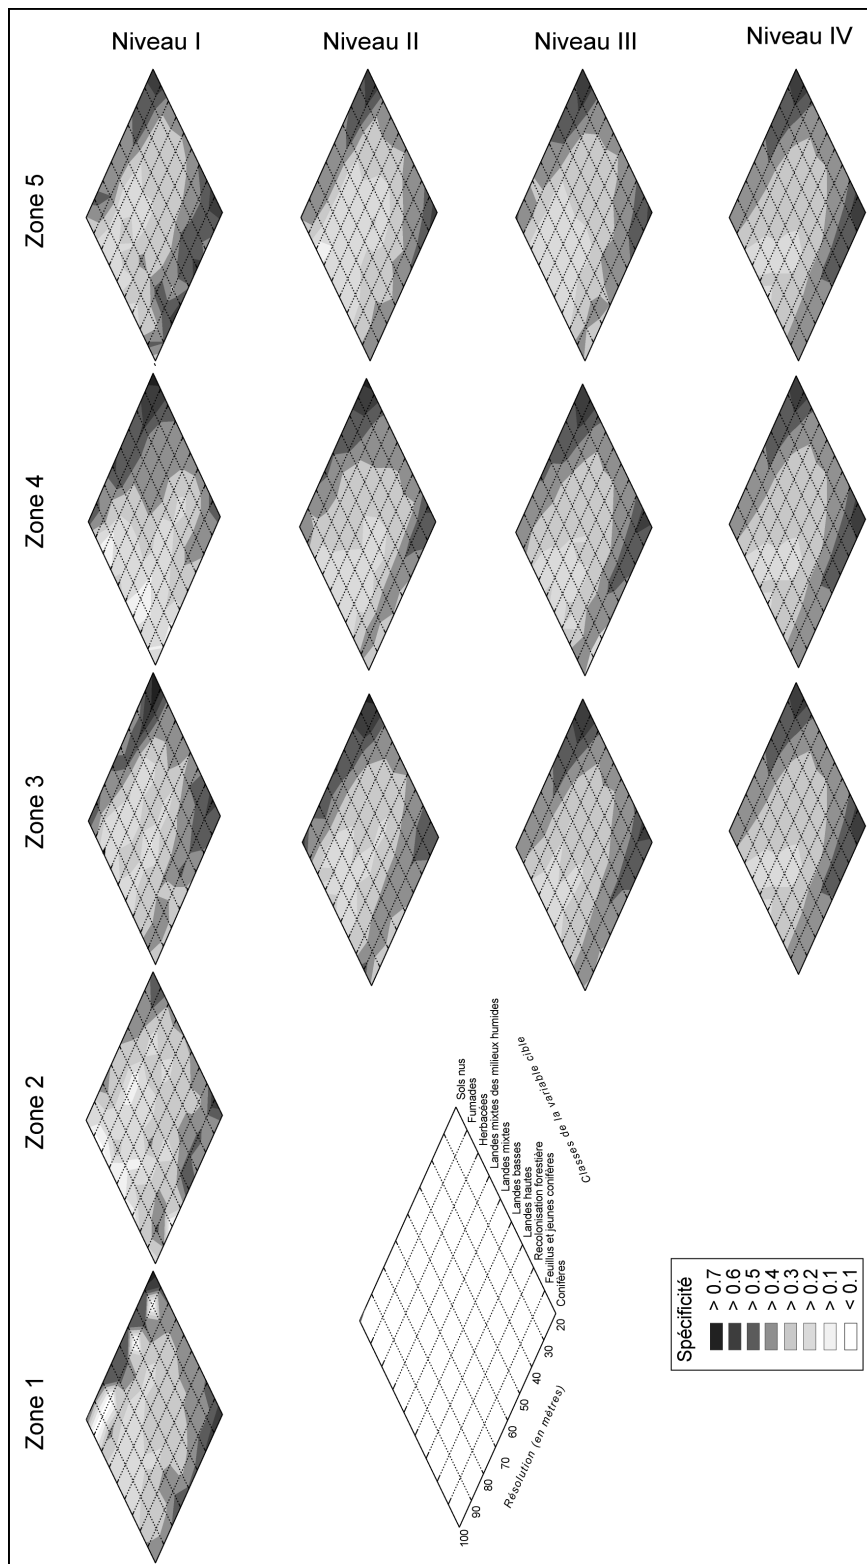 Niveau I
Niveau II
Niveau III
Niveau IV
Zone 5
Zone 4
Zone 3
Zone 2
Zone 1
Sols nus
Fumades
Herbacées
Landes mixtes des milieux humides
Landes mixtes
Landes basses
Landes hautes
Recolonisation forestière
Feuillus et jeunes conifères
Conifères
Classes de la variable cible
20
30
40
50
60
70
80
90
100
Résolution (en mètres)
Spécificité
> 0.7
> 0.6
> 0.5
> 0.4
> 0.3
> 0.2
> 0.1
< 0.1